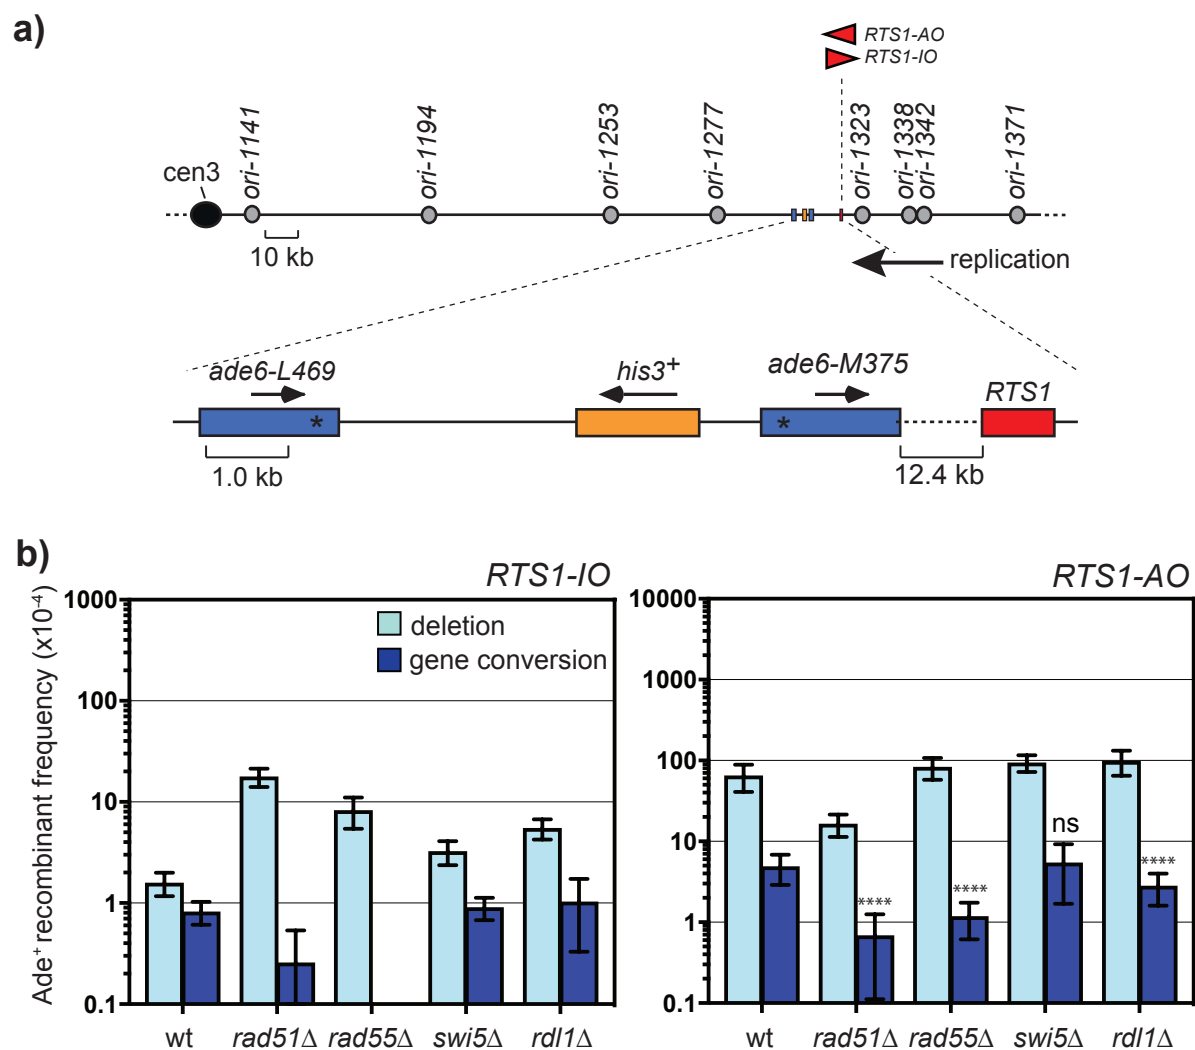 a)
RTS1-AO
RTS1-IO
cen3
ori-1141
ori-1194
ori-1253
ori-1277
ori-1323
ori-1338
ori-1342
ori-1371
10 kb
replication
ade6-L469
his3+
ade6-M375
RTS1
*
*
1.0 kb
12.4 kb
b)
RTS1-IO
RTS1-AO
Ade+ recombinant frequency (x10-4)
1000
100
10
1
0.1
deletion
gene conversion
wt rad51Δ rad55Δ swi5Δ rdl1Δ
10000
1000
100
10
1
0.1
ns
****
****
****
wt rad51Δ rad55Δ swi5Δ rdl1Δ